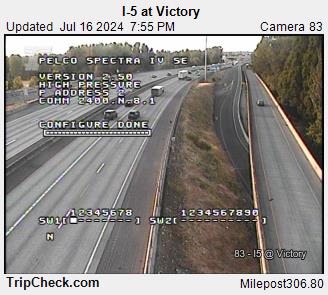 I-5 at Victory
Updated Jul 16 2024 7:55 PM Camera 83
PELCO SPECTRA IV SE
VERSION 2.50
HIGH PRESSURE
P ADDRESS 2
COMM 2400.N.8.1
CONFIGURE DONE
12345678 1234567890
SW1[■-------] SW2[----------]
N
83 - I5 @ Victory
TripCheck.com Milepost306.80